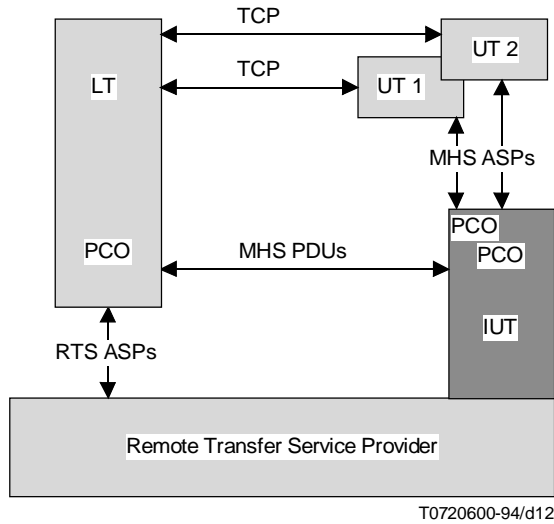 TCP
UT 2
LT
TCP
UT 1
MHS ASPs
PCO
PCO
MHS PDUs
PCO
IUT
RTS ASPs
Remote Transfer Service Provider
T0720600-94/d12